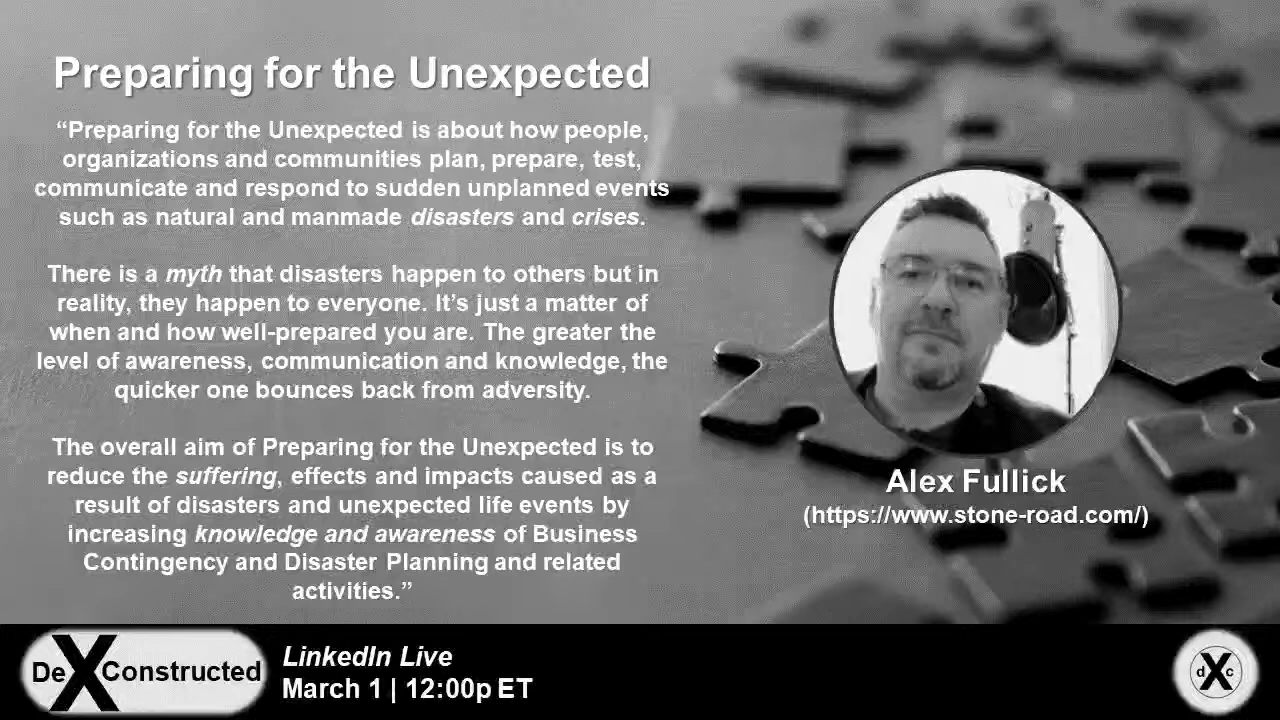 Preparing for the Unexpected
“Preparing for the Unexpected is about how people,
organizations and communities plan, prepare, test,
communicate and respond to sudden unplanned events
such as natural and manmade disasters and crises.
There is a myth that disasters happen to others but in
reality, they happen to everyone. It’s just a matter of
when and how well-prepared you are. The greater the
level of awareness, communication and knowledge, the
quicker one bounces back from adversity.
The overall aim of Preparing for the Unexpected is to
reduce the suffering, effects and impacts caused as a
result of disasters and unexpected life events by
increasing knowledge and awareness of Business
Contingency and Disaster Planning and related
activities.”
Alex Fullick
(https://www.stone-road.com/)
DeXConstructed
LinkedIn Live
March 1 | 12:00p ET
dXc